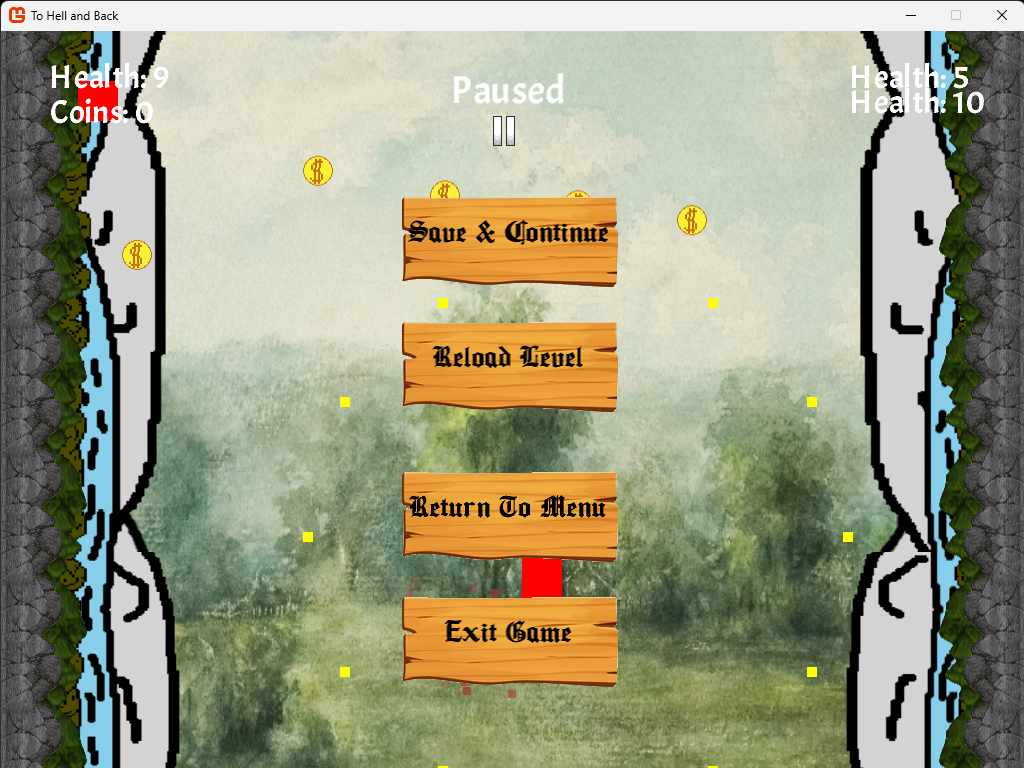 To Hell and Back
Health: 9
Coins: 0
Paused
Health: 5
Health: 10
Save & Continue
Reload Level
Return To Menu
Exit Game